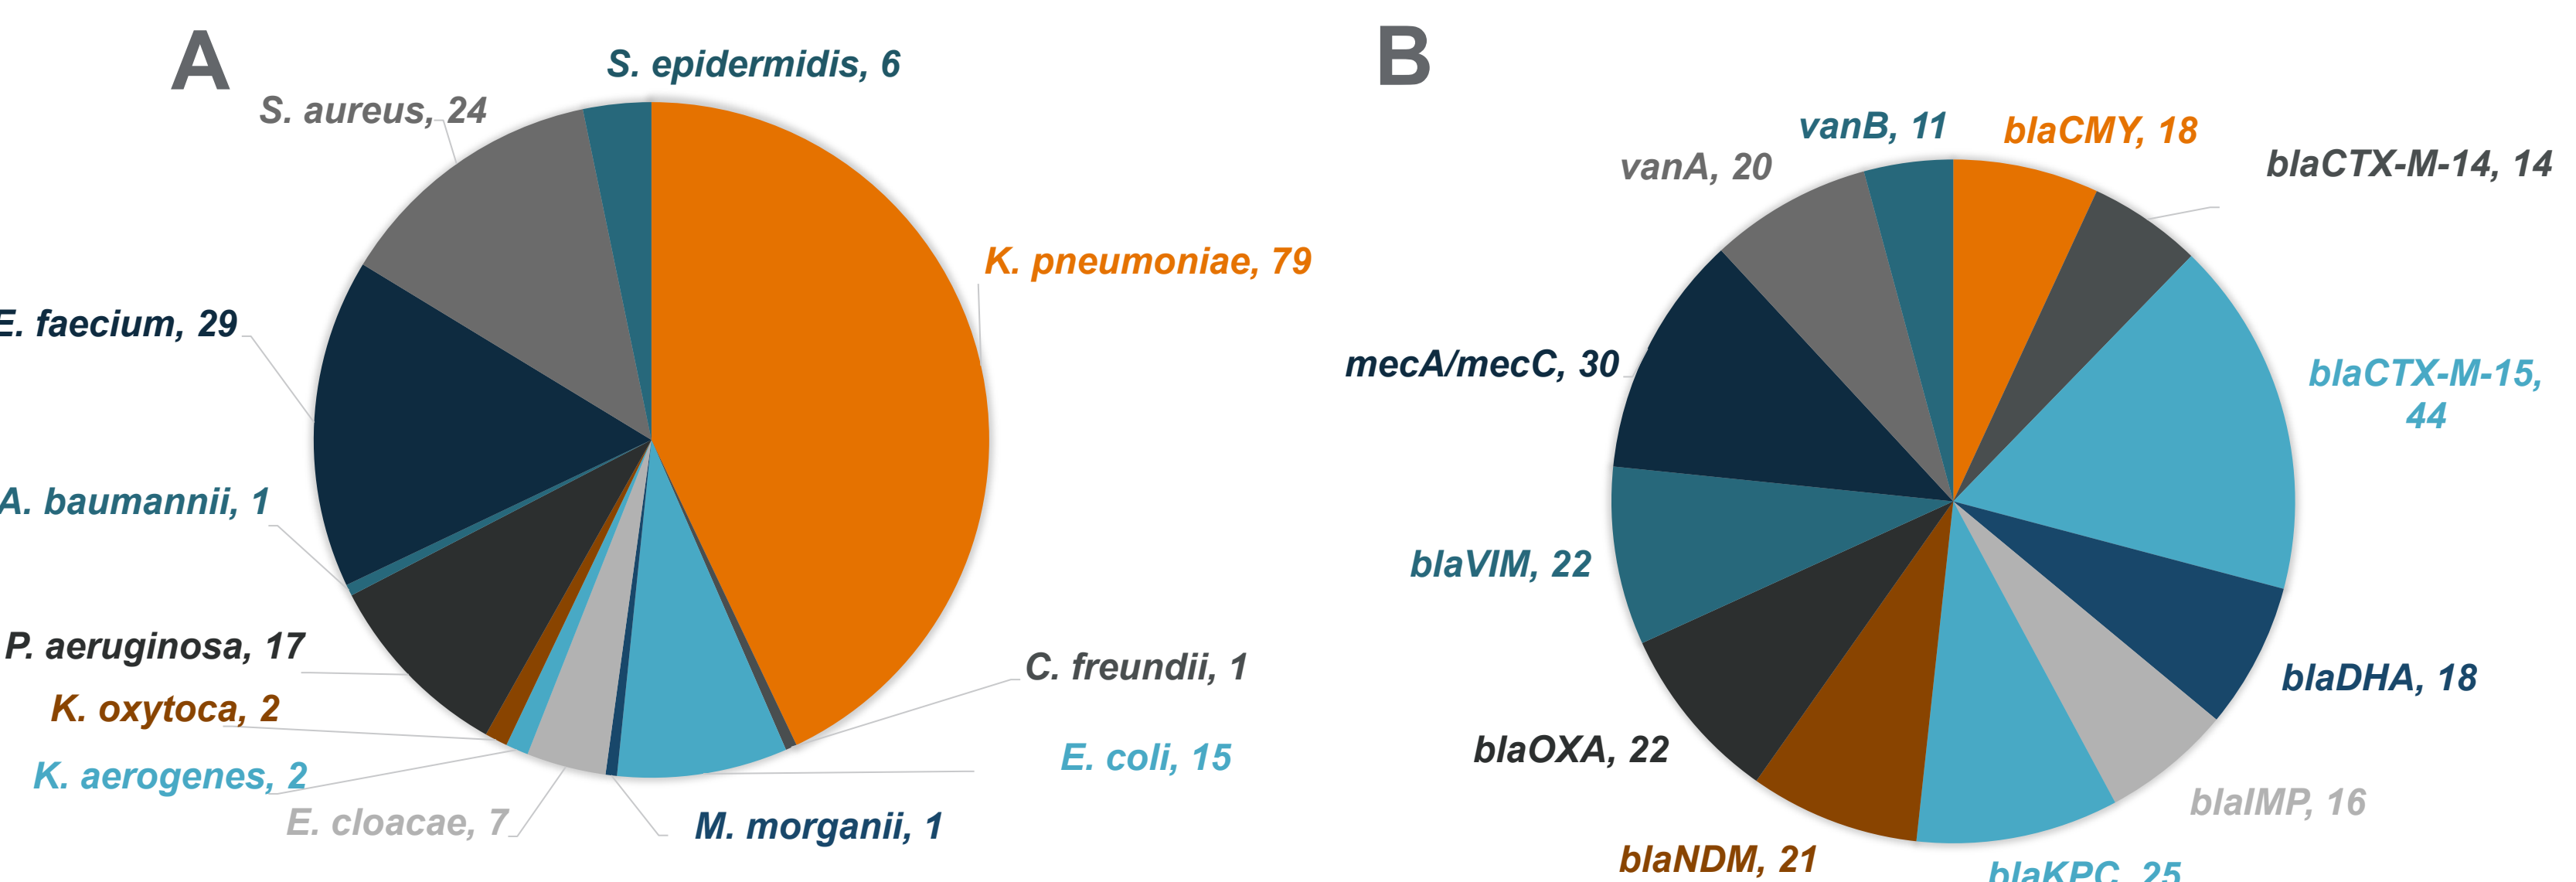 A
S. epidermidis, 6
S. aureus, 24
K. pneumoniae, 79
E. faecium, 29
A. baumannii, 1
P. aeruginosa, 17
C. freundii, 1
K. oxytoca, 2
E. coli, 15
K. aerogenes, 2
E. cloacae, 7
M. morganii, 1
B
vanB, 11
blaCMY, 18
vanA, 20
blaCTX-M-14, 14
mecA/mecC, 30
blaCTX-M-15,
44
blaVIM, 22
blaDHA, 18
blaOXA, 22
blaIMP, 16
blaNDM, 21
blaKPC, 25